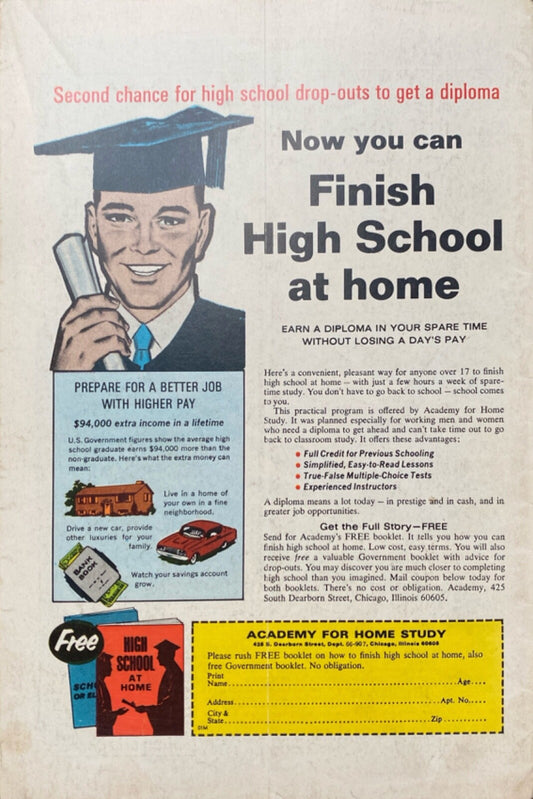 Second chance for high school drop-outs to get a diploma
Now you can
Finish
High School
at home
EARN A DIPLOMA IN YOUR SPARE TIME
WITHOUT LOSING A DAY'S PAY
PREPARE FOR A BETTER JOB
WITH HIGHER PAY
$94,000 extra income in a lifetime
U.S. Government figures show the average high
school graduate earns $94,000 more than the
non-graduate. Here's what the extra money can
mean:
Live in a home of
your own in a fine
neighborhood.
Drive a new car, provide
other luxuries for your
family.
BANK
BOOK
Watch your savings account
grow.
Here's a convenient, pleasant way for anyone over 17 to finish
high school at home — with just a few hours a week of spare-
time study. You don't have to go back to school — school comes
to you.
This practical program is offered by Academy for Home
Study. It was planned especially for working men and women
who need a diploma to get ahead and can't take time out to go
back to classroom study. It offers these advantages:
• Full Credit for Previous Schooling
• Simplified, Easy-to-Read Lessons
• True-False Multiple-Choice Tests
• Experienced Instructors
A diploma means a lot today — in prestige and in cash, and in
greater job opportunities.
Get the Full Story—FREE
Send for Academy's FREE booklet. It tells you how you can
finish high school at home. Low cost, easy terms. You will also
receive free a valuable Government booklet with advice for
drop-outs. You may discover you are much closer to completing
high school than you imagined. Mail coupon below today for
both booklets. There's no cost or obligation. Academy, 425
South Dearborn Street, Chicago, Illinois 60605.
Free
HIGH
SCHOOL
AT
HOME
SCHO
OR EL
ACADEMY FOR HOME STUDY
425 S. Dearborn Street, Dept. 66-907, Chicago, Illinois 60605
Please rush FREE booklet on how to finish high school at home, also
free Government booklet. No obligation.
Print
Name..........Age....
Address..........Apt. No.....
City &
State..........Zip..........
01M